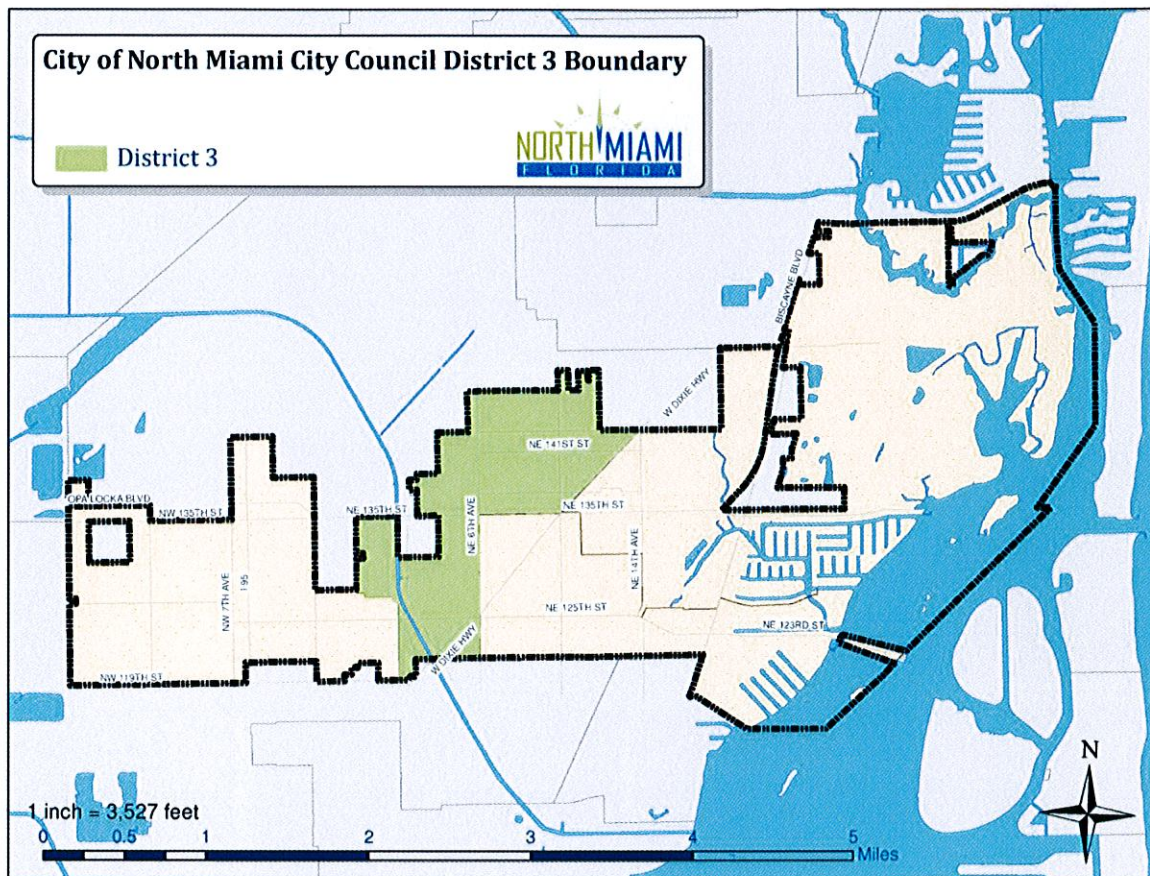 City of North Miami City Council District 3 Boundary
District 3
NORTH MIAMI
FLORIDA
BISCAYNE BLVD
W DIXIE HWY
NE 141ST ST
OPA LOCKA BLVD
NW 135TH ST
NE 135TH ST
NE 6TH AVE
NE 135TH ST
NW 7TH AVE
I 95
NE 14TH AVE
NE 125TH ST
NE 123RD ST
W DIXIE HWY
NW 119TH ST
N
1 inch = 3,527 feet
0 0.5 1 2 3 4 5
Miles